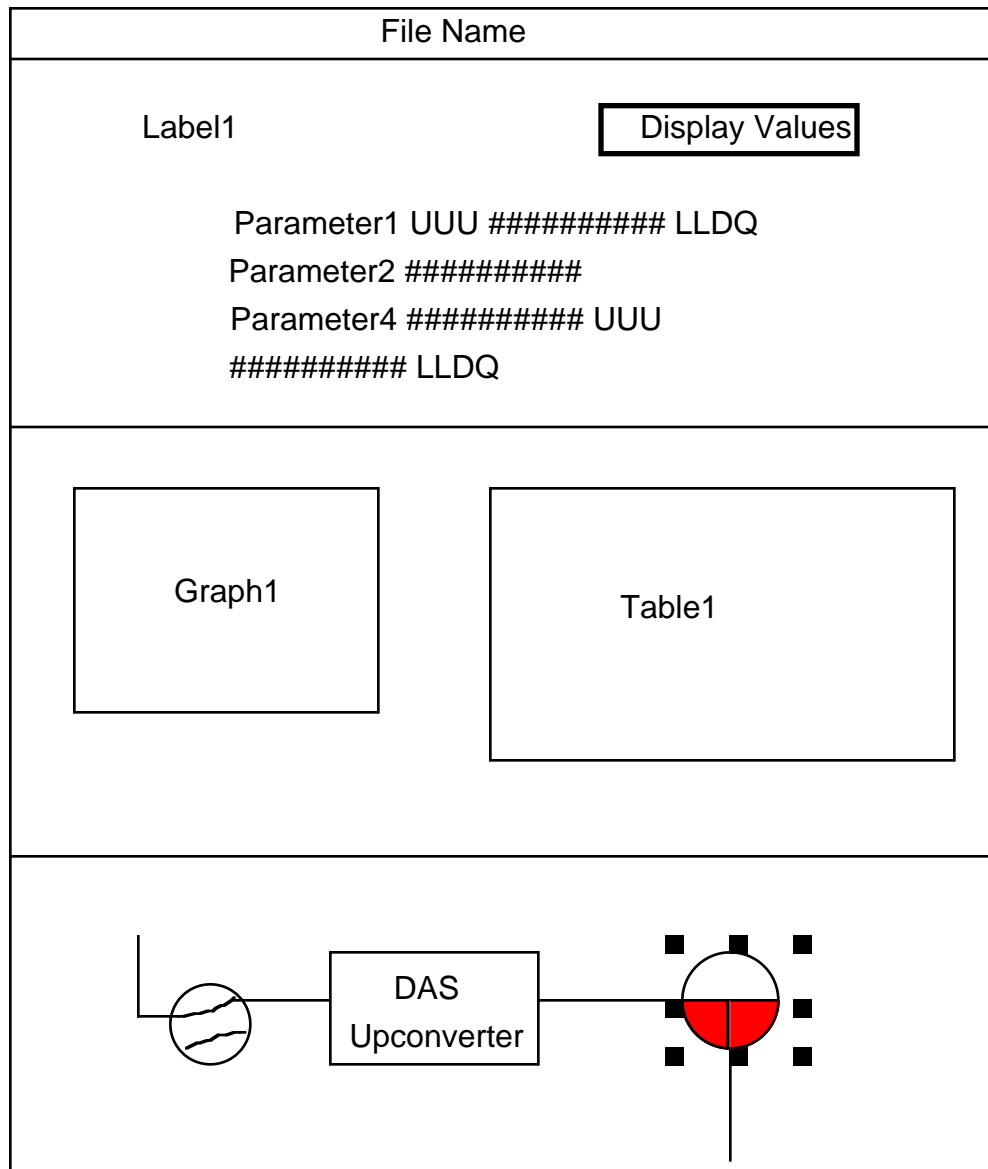 File Name
Label1
Display Values
Parameter1 UUU ########## LLDQ
Parameter2 ##########
Parameter4 ########## UUU
########## LLDQ
Graph1
Table1
DAS
Upconverter